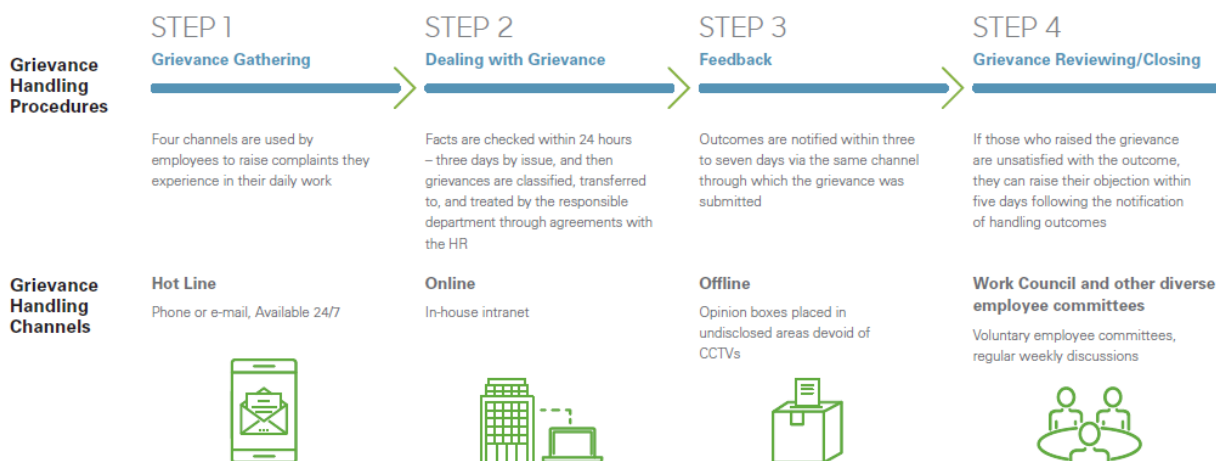 STEP 1
STEP 2
STEP 3
STEP 4
Grievance
Handling
Procedures
Grievance Gathering
Dealing with Grievance
Feedback
Grievance Reviewing/Closing
Four channels are used by
employees to raise complaints they
experience in their daily work
Facts are checked within 24 hours
– three days by issue, and then
grievances are classified, transferred
to, and treated by the responsible
department through agreements with
the HR
Outcomes are notified within three
to seven days via the same channel
through which the grievance was
submitted
If those who raised the grievance
are unsatisfied with the outcome,
they can raise their objection within
five days following the notification
of handling outcomes
Grievance
Handling
Channels
Hot Line
Phone or e-mail, Available 24/7
Online
In-house intranet
Offline
Opinion boxes placed in
undisclosed areas devoid of
CCTVs
Work Council and other diverse
employee committees
Voluntary employee committees,
regular weekly discussions